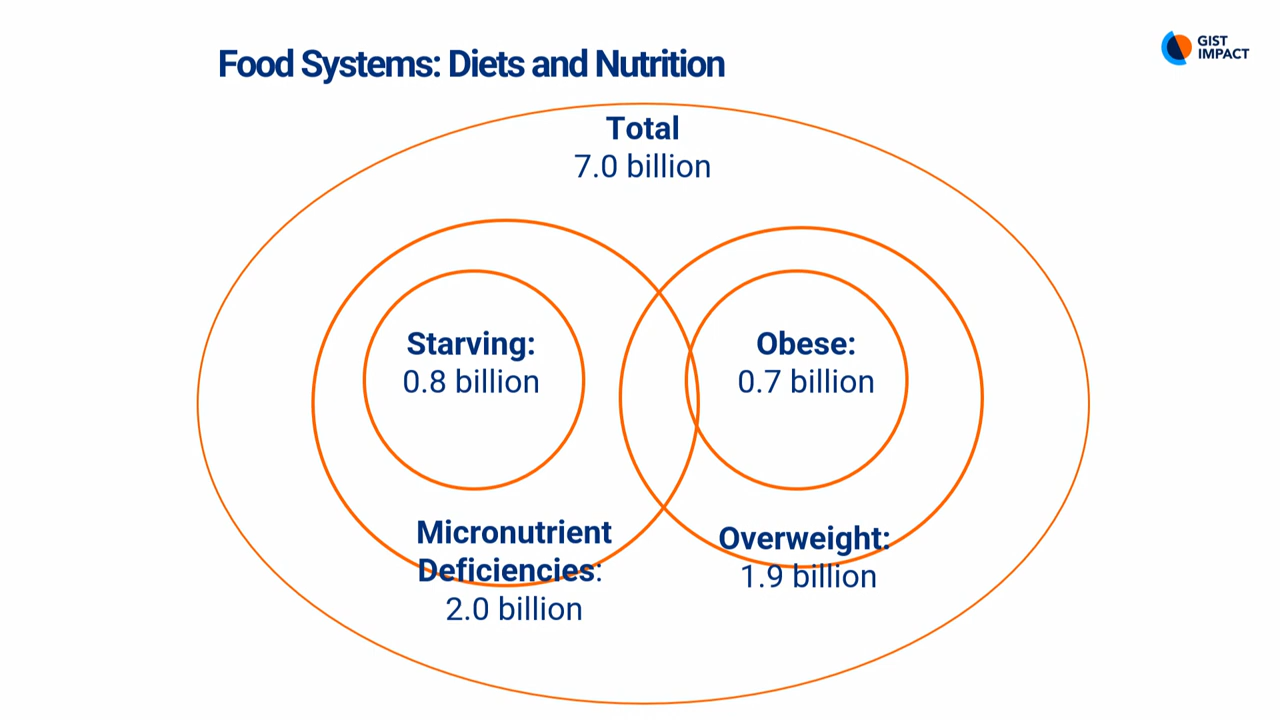 Food Systems: Diets and Nutrition
GIST
IMPACT
Total
7.0 billion
Starving:
0.8 billion
Obese:
0.7 billion
Micronutrient
Deficiencies:
2.0 billion
Overweight:
1.9 billion